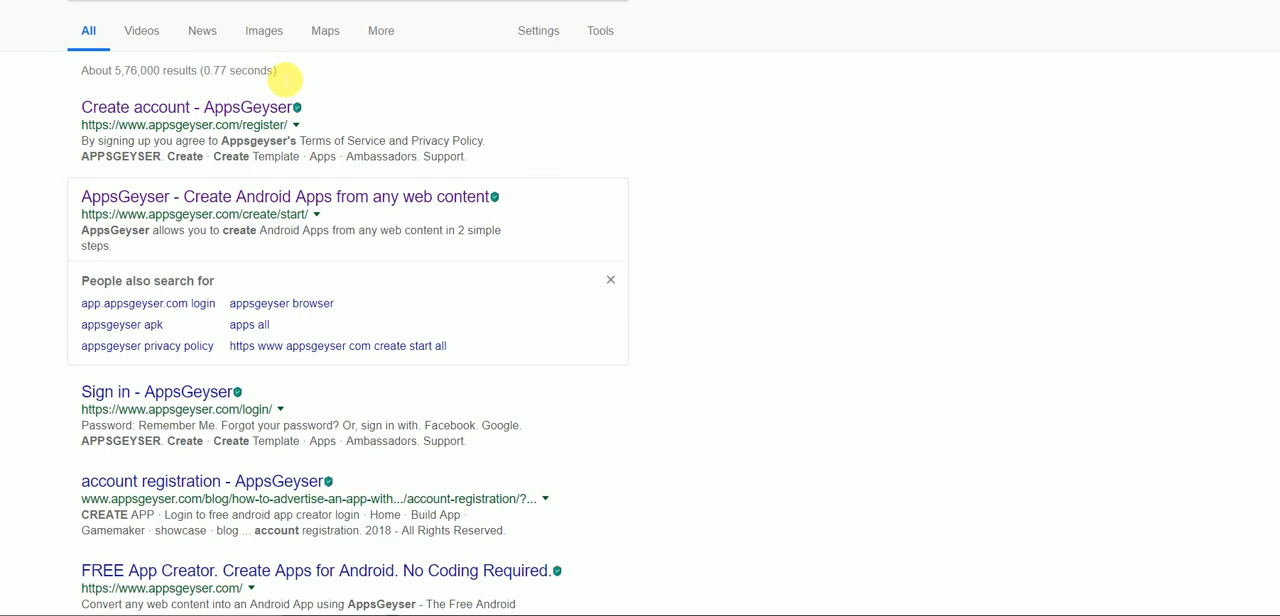 All Videos News Images Maps More Settings Tools
About 5,76,000 results (0.77 seconds)
Create account - AppsGeyser
https://www.appsgeyser.com/register/
By signing up you agree to Appsgeyser's Terms of Service and Privacy Policy.
APPSGEYSER. Create · Create Template · Apps · Ambassadors. Support.
AppsGeyser - Create Android Apps from any web content
https://www.appsgeyser.com/create/start/
AppsGeyser allows you to create Android Apps from any web content in 2 simple
steps.
People also search for
app.appsgeyser.com login appsgeyser browser
appsgeyser apk apps all
appsgeyser privacy policy https www appsgeyser com create start all
Sign in - AppsGeyser
https://www.appsgeyser.com/login/
Password: Remember Me. Forgot your password? Or, sign in with. Facebook. Google.
APPSGEYSER. Create · Create Template · Apps · Ambassadors. Support.
account registration - AppsGeyser
www.appsgeyser.com/blog/how-to-advertise-an-app-with.../account-registration/?...
CREATE APP · Login to free android app creator login · Home · Build App ·
Gamemaker · showcase · blog ... account registration. 2018 - All Rights Reserved.
FREE App Creator. Create Apps for Android. No Coding Required.
https://www.appsgeyser.com/
Convert any web content into an Android App using AppsGeyser - The Free Android